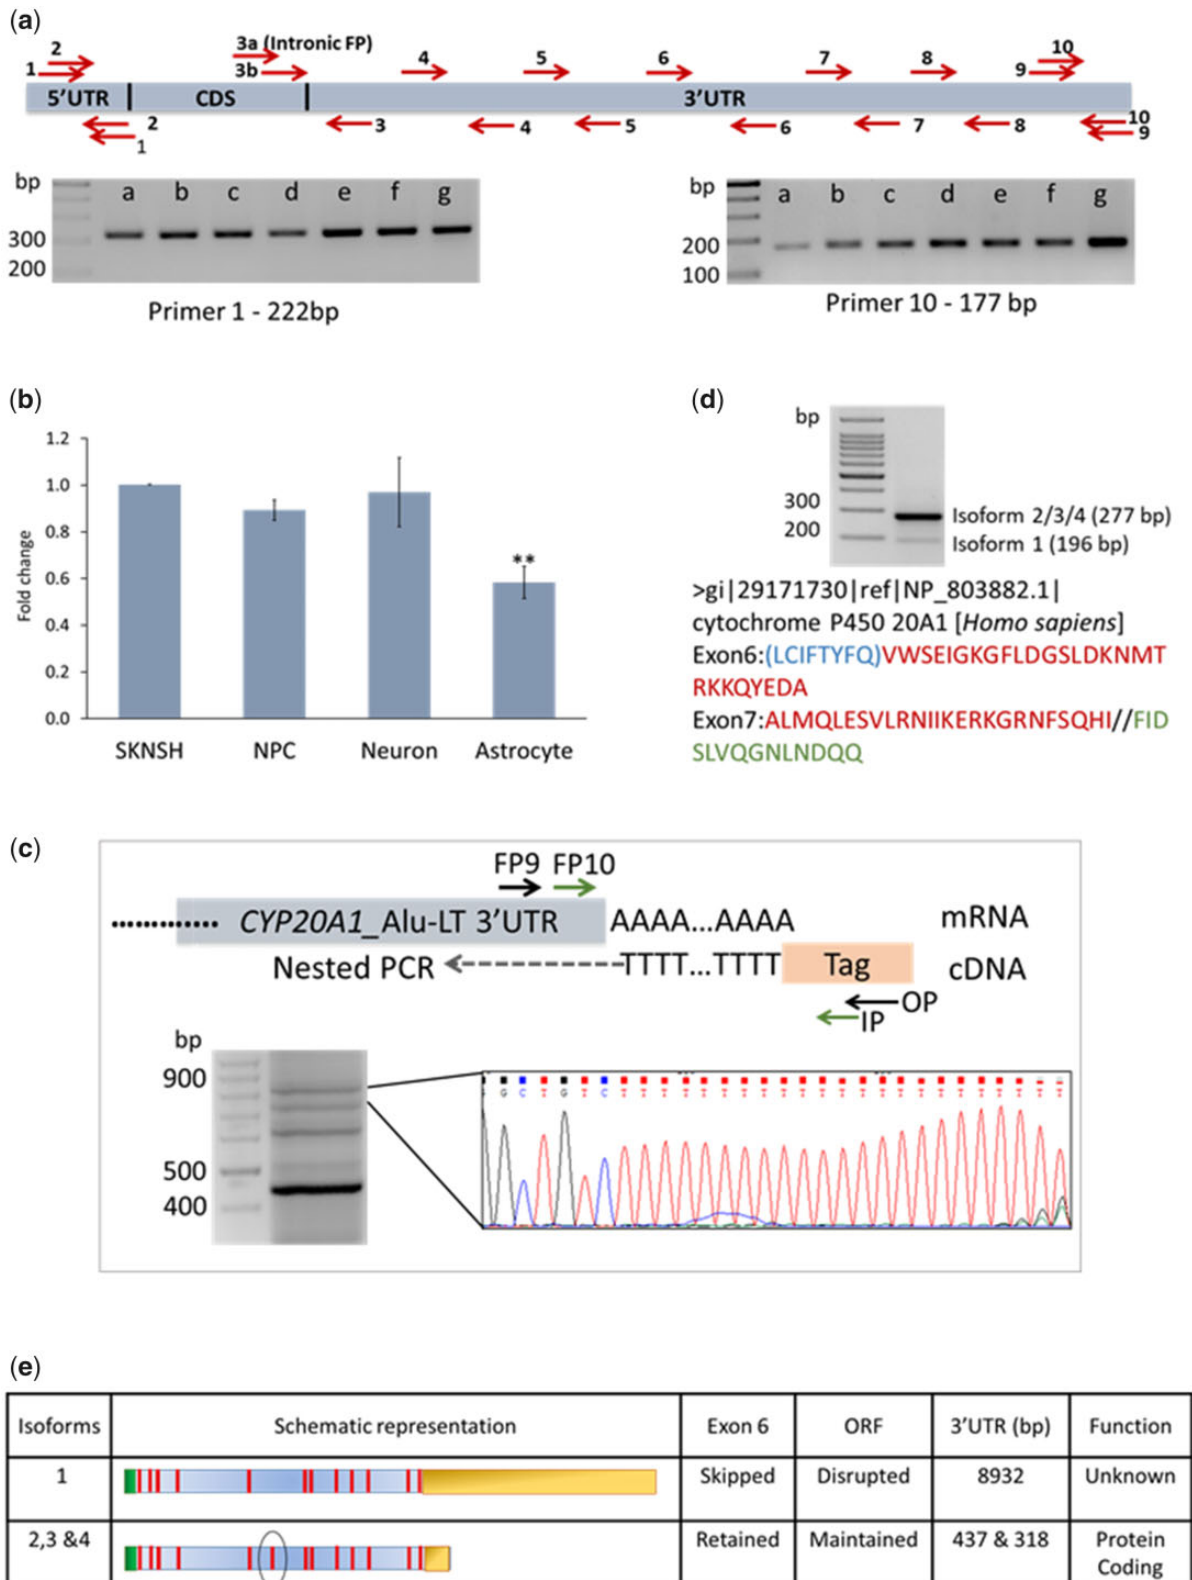 (a)
3a (Intronic FP)
2 3b 4 5 6 7 8 10
1 9
5'UTR CDS 3'UTR
2 3 4 5 6 7 8 10
1 9
bp a b c d e f g
300
200
Primer 1 - 222bp
bp a b c d e f g
200
100
Primer 10 - 177 bp
(b)
1.2
1.0
0.8
0.6
0.4
0.2
0.0
Fold change
**
SKNSH NPC Neuron Astrocyte
(d)
bp
300
200
Isoform 2/3/4 (277 bp)
Isoform 1 (196 bp)
>gi|29171730|ref|NP_803882.1|
cytochrome P450 20A1 [Homo sapiens]
Exon6:(LCIFTYFQ)VWSEIGKGFLDGSLDKNMT
RKKQYEDA
Exon7:ALMQLESVLRNIIKERKGRNFSQHI//FID
SLVQGNLNDQQ
(c)
FP9 FP10
CYP20A1_Alu-LT 3'UTR AAAA...AAAA mRNA
Nested PCR TTTT...TTTT Tag cDNA
OP
IP
bp
900
500
400
G C T G T C T T T T T T T T T T T T T T T T T T T T T T
(e)
Isoforms Schematic representation Exon 6 ORF 3'UTR (bp) Function
1 Skipped Disrupted 8932 Unknown
2,3 &4 Retained Maintained 437 & 318 Protein
Coding